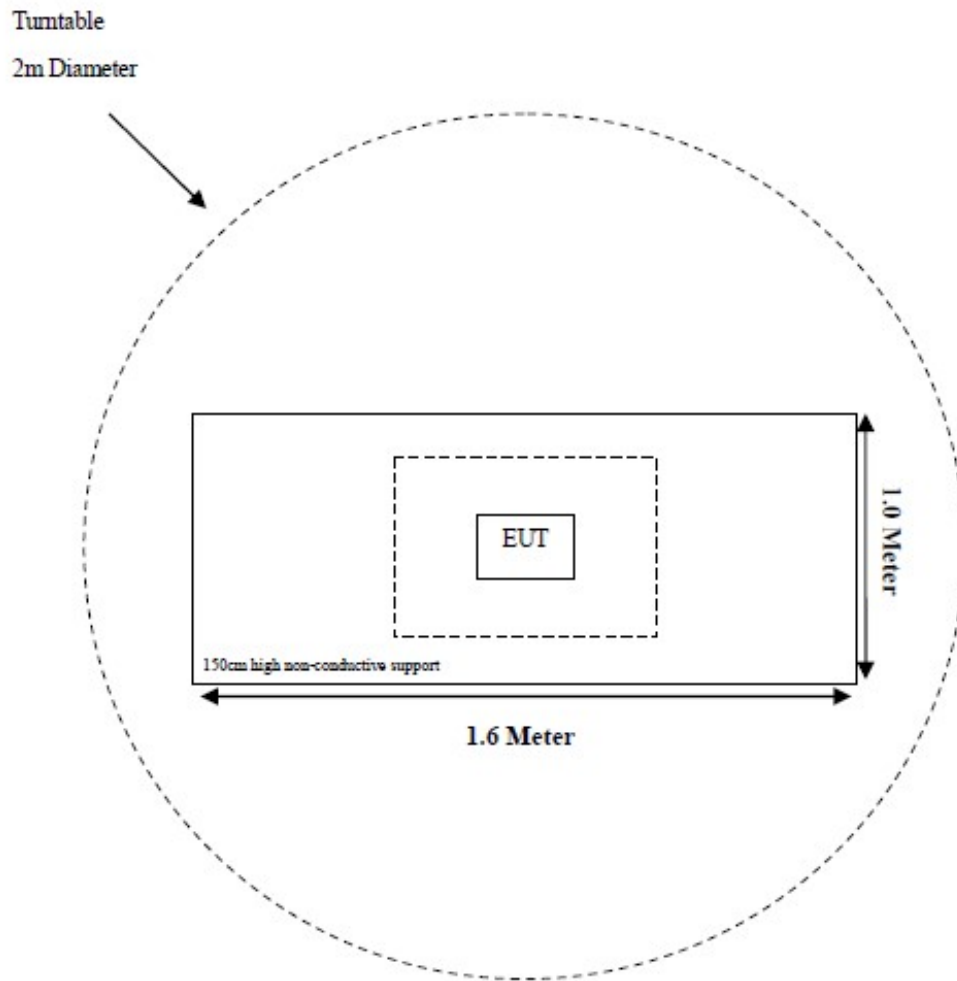 Turntable
2m Diameter
EUT
1.0 Meter
150cm high non-conductive support
1.6 Meter